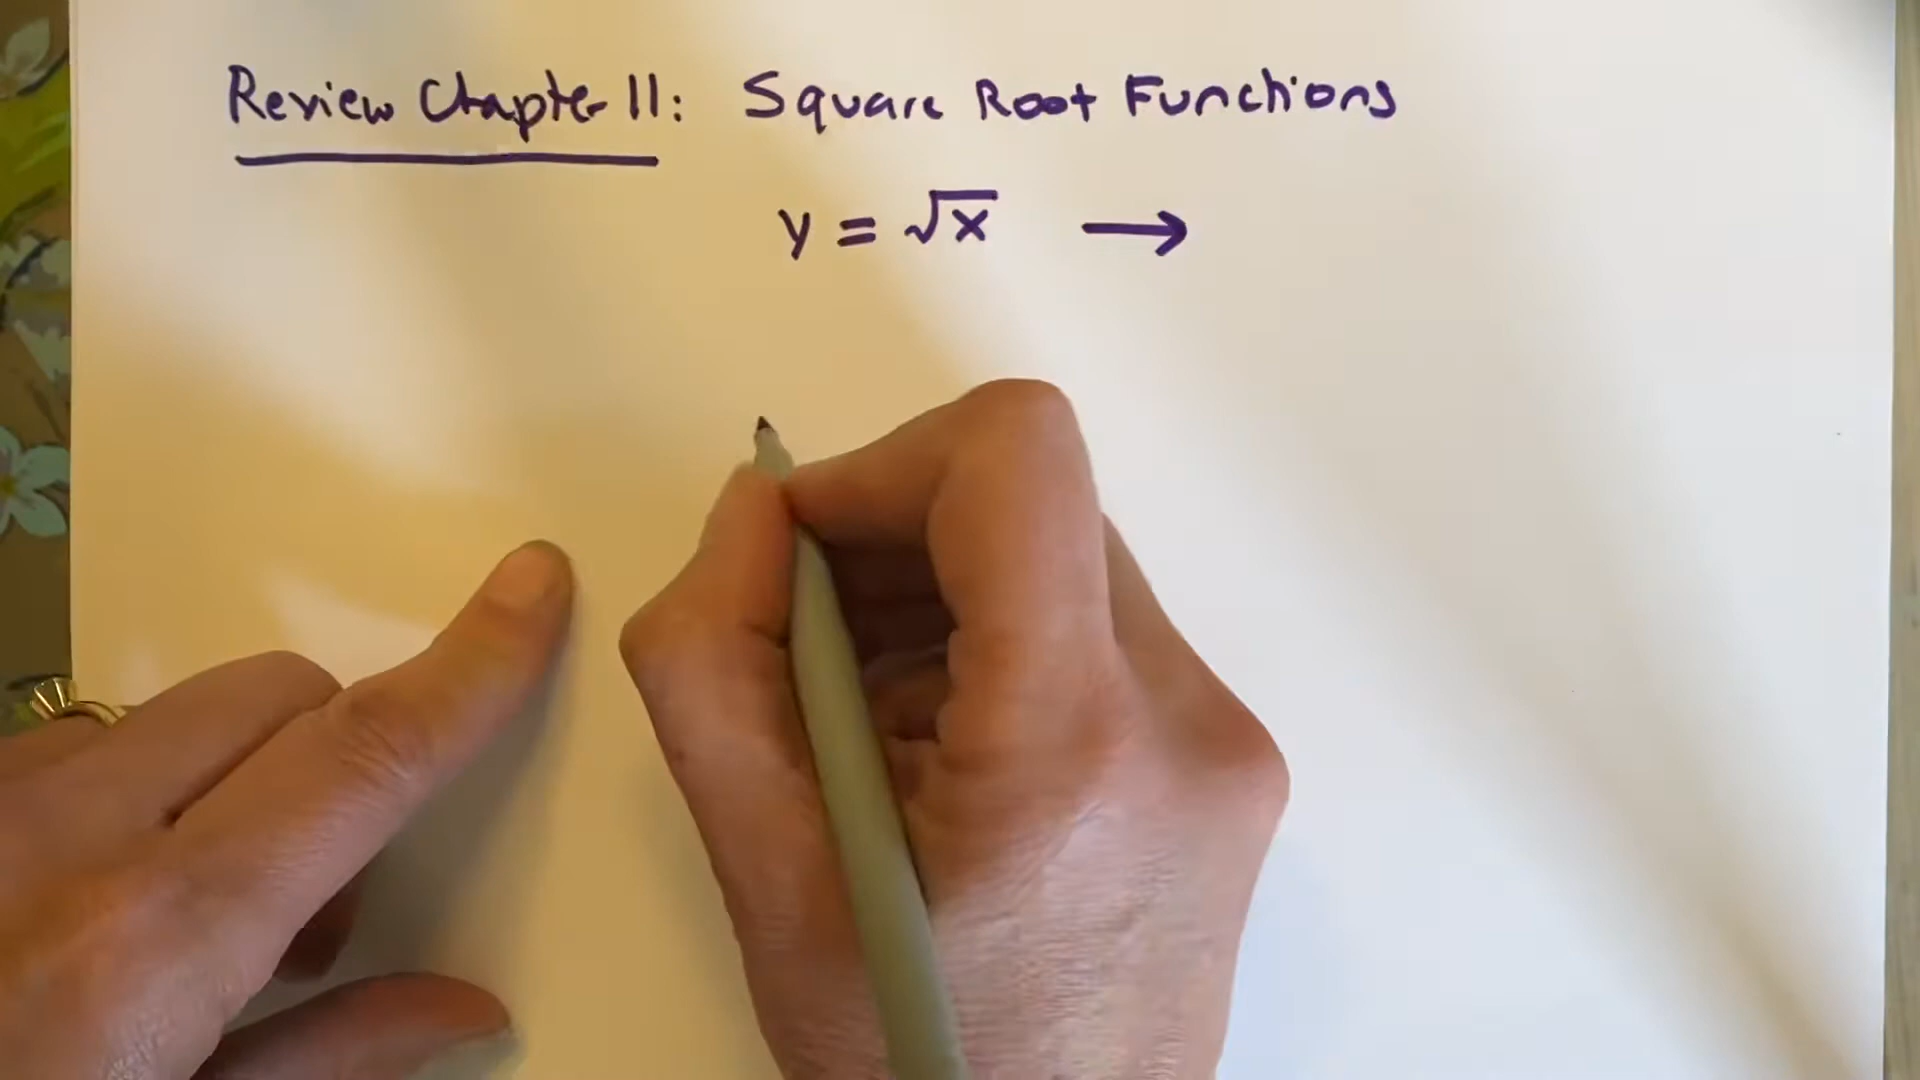 Review Chapter 11: Square Root Functions
y = √x →